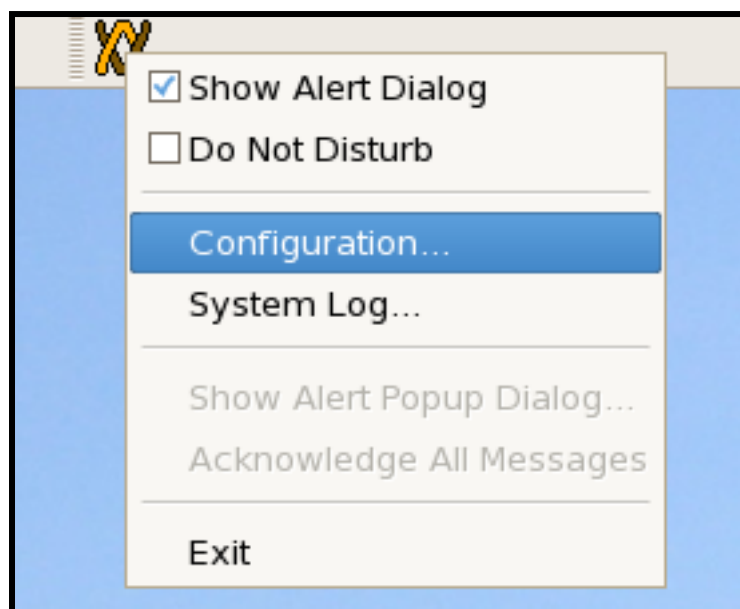 Show Alert Dialog
Do Not Disturb
Configuration...
System Log...
Show Alert Popup Dialog...
Acknowledge All Messages
Exit